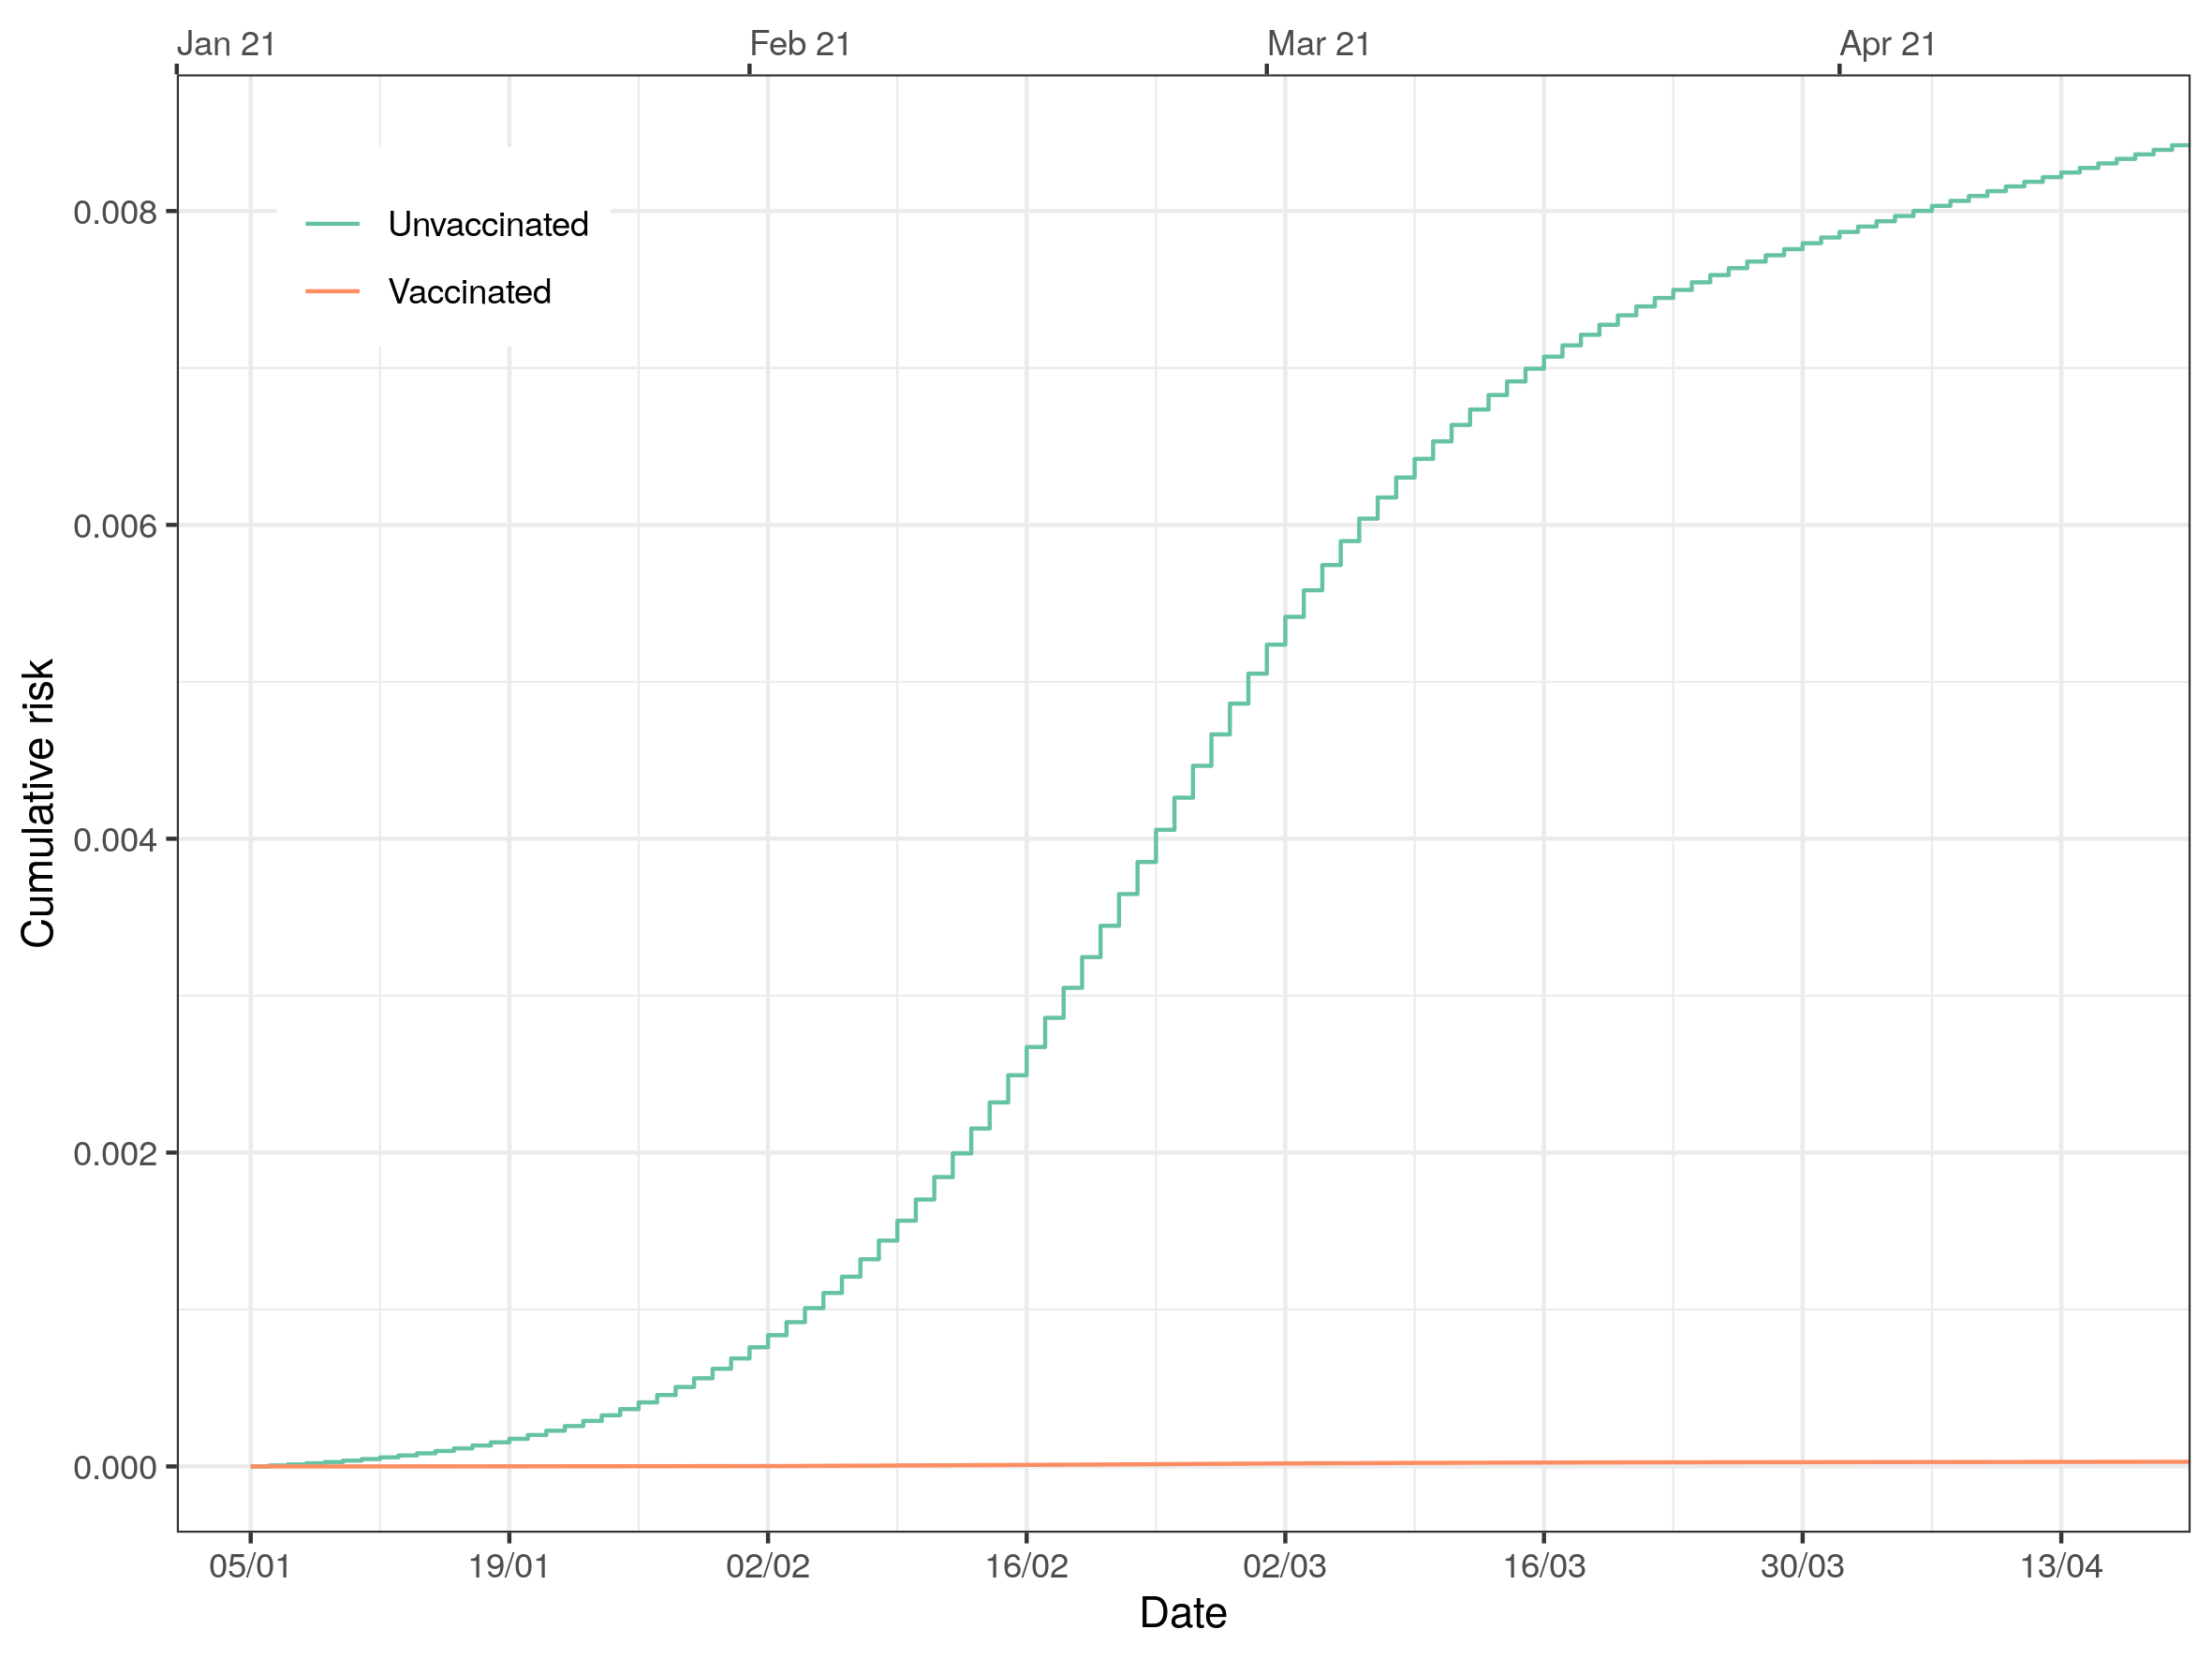 Jan 21 Feb 21 Mar 21 Apr 21
Unvaccinated
Vaccinated
0.008
0.006
0.004
0.002
0.000
Cumulative risk
05/01 19/01 02/02 16/02 02/03 16/03 30/03 13/04
Date